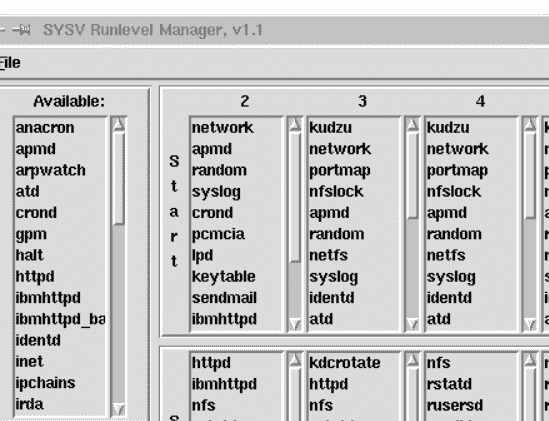 SYSV Runlevel Manager, v1.1
File
Available:
anacron
apmd
arpwatch
atd
crond
gpm
halt
httpd
ibmhttpd
ibmhttpd_ba
identd
inet
ipchains
irda
2
Start
network
apmd
random
syslog
crond
pcmcia
lpd
keytable
sendmail
ibmhttpd
3
kudzu
network
portmap
nfslock
apmd
random
netfs
syslog
identd
atd
4
kudzu
network
portmap
nfslock
apmd
random
netfs
syslog
identd
atd
httpd
ibmhttpd
nfs
kdcrotate
httpd
nfs
nfs
rstatd
rusersd